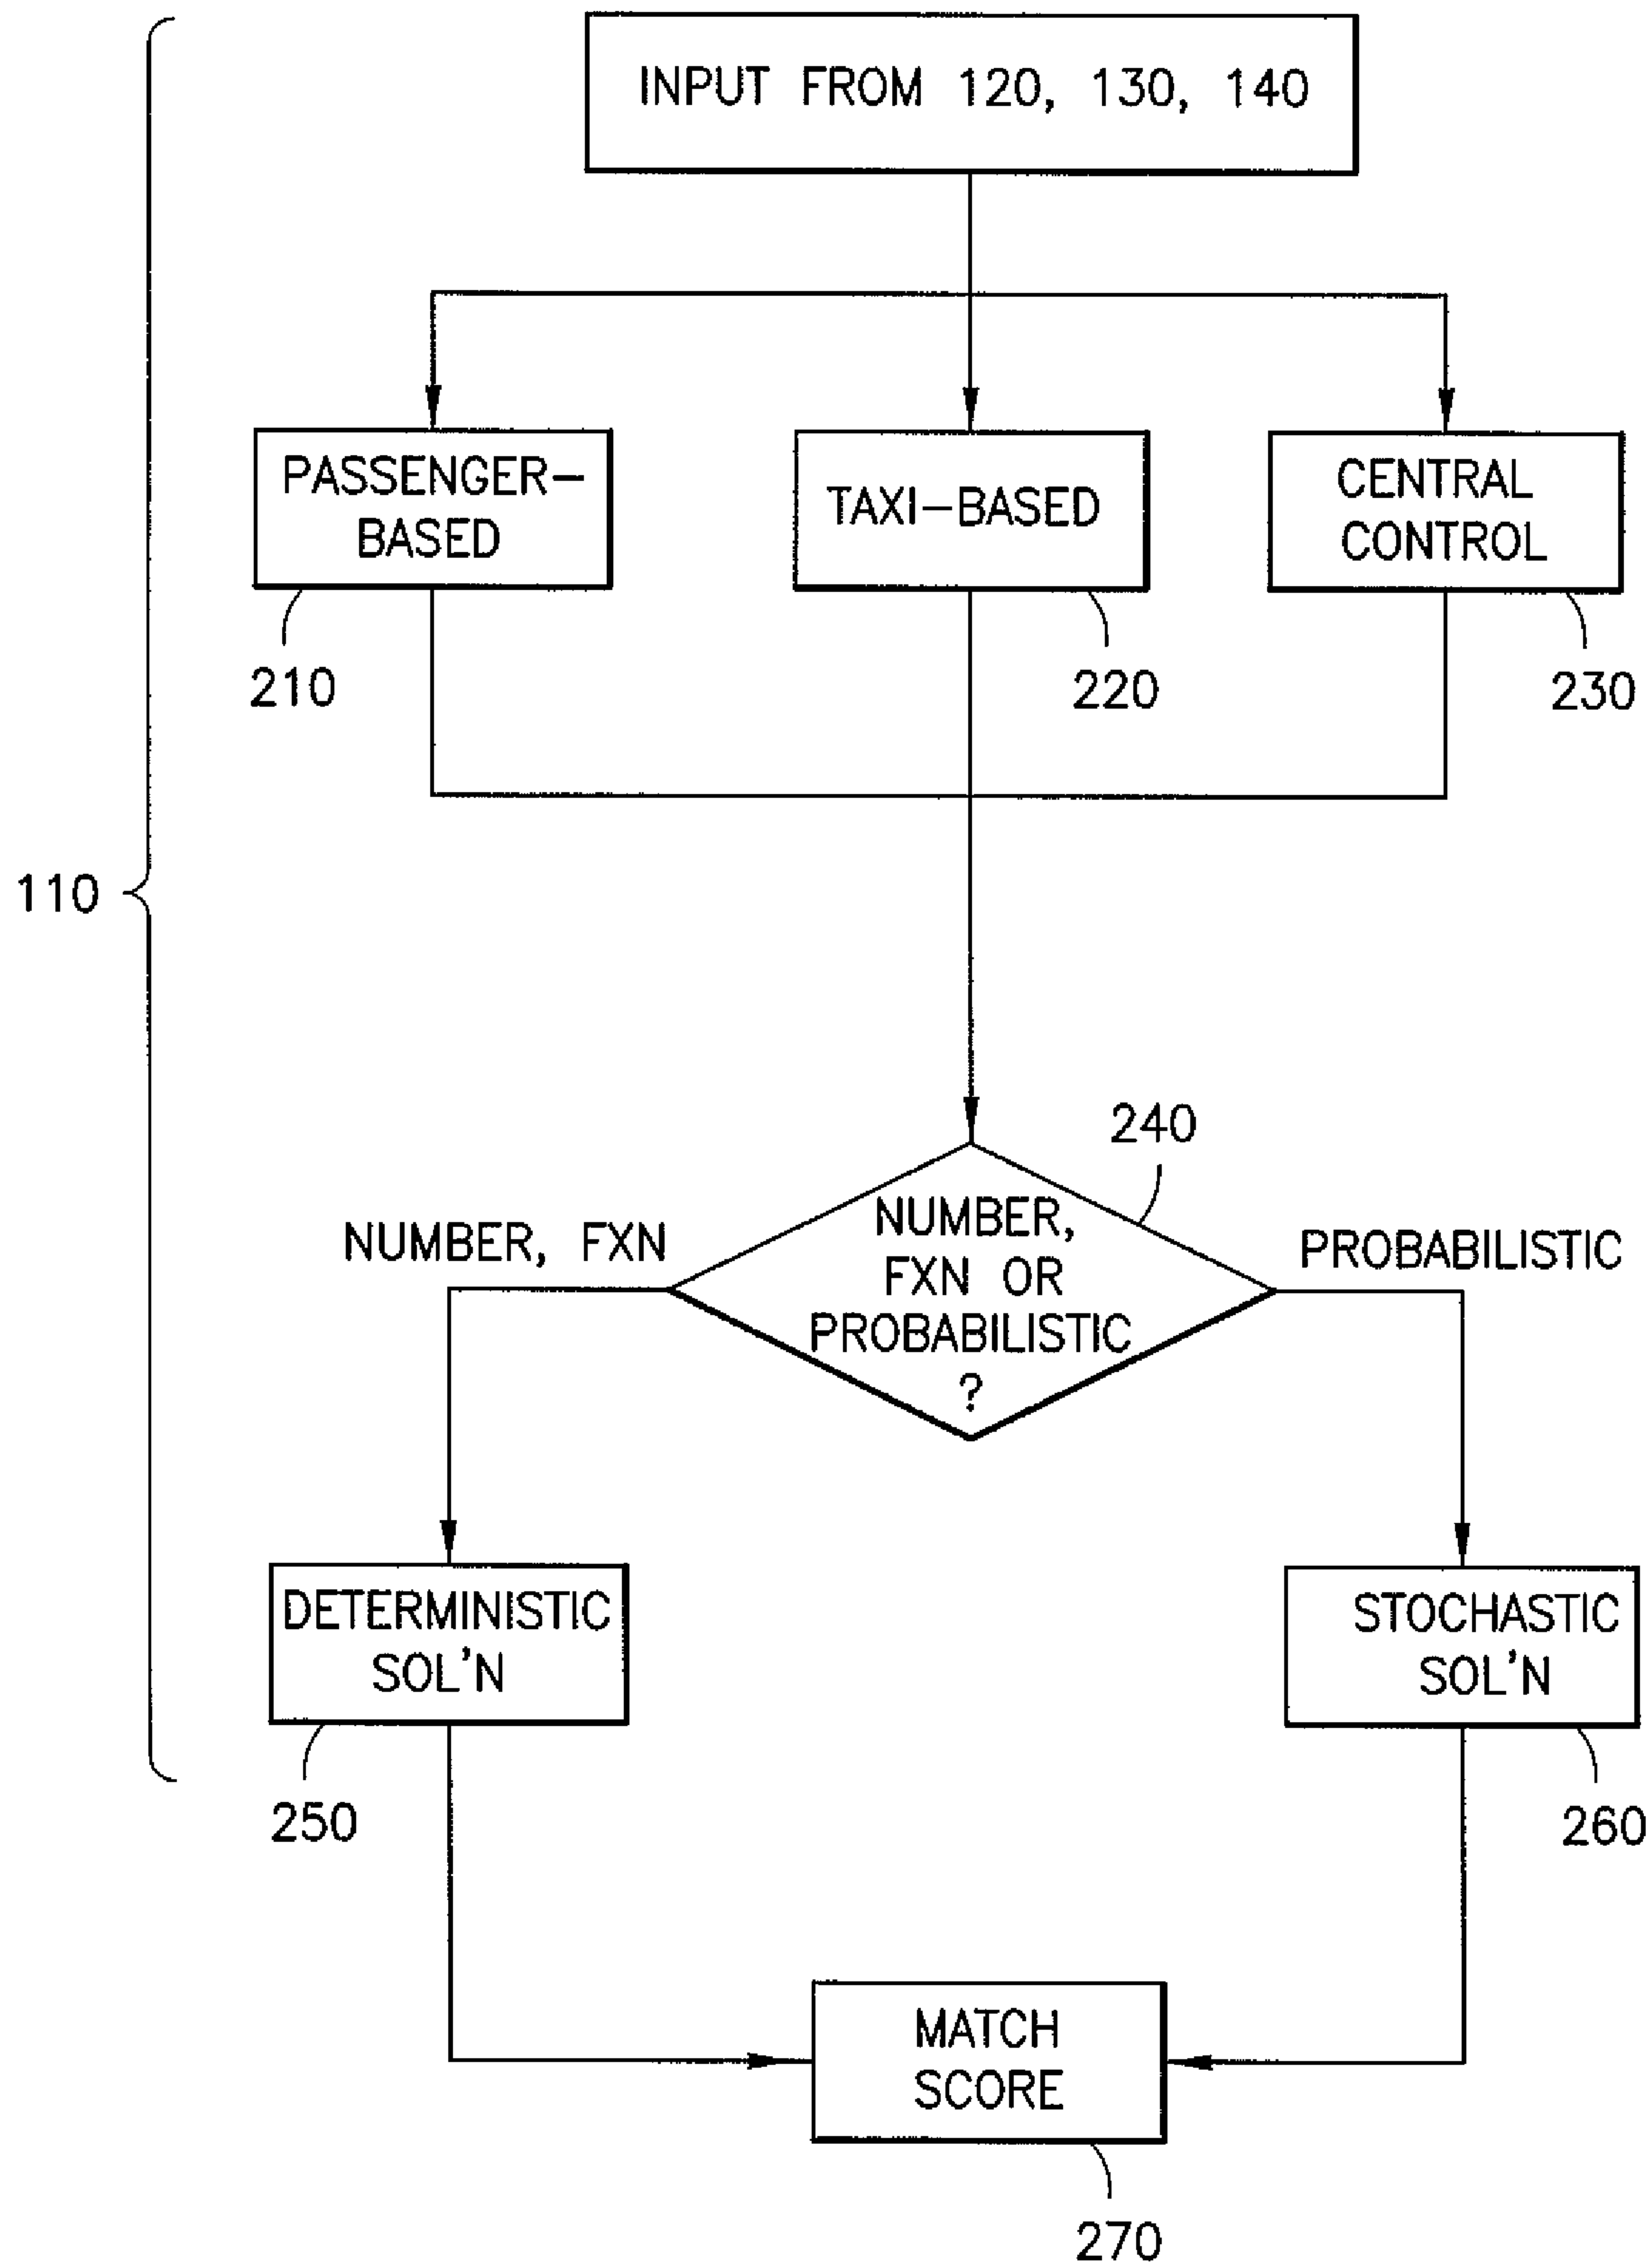 INPUT FROM 120, 130, 140
PASSENGER-
BASED
TAXI-BASED
CENTRAL
CONTROL
210
220
230
110
240
NUMBER, FXN
NUMBER,
FXN OR
PROBABILISTIC
?
PROBABILISTIC
DETERMINISTIC
SOL'N
STOCHASTIC
SOL'N
250
260
MATCH
SCORE
270